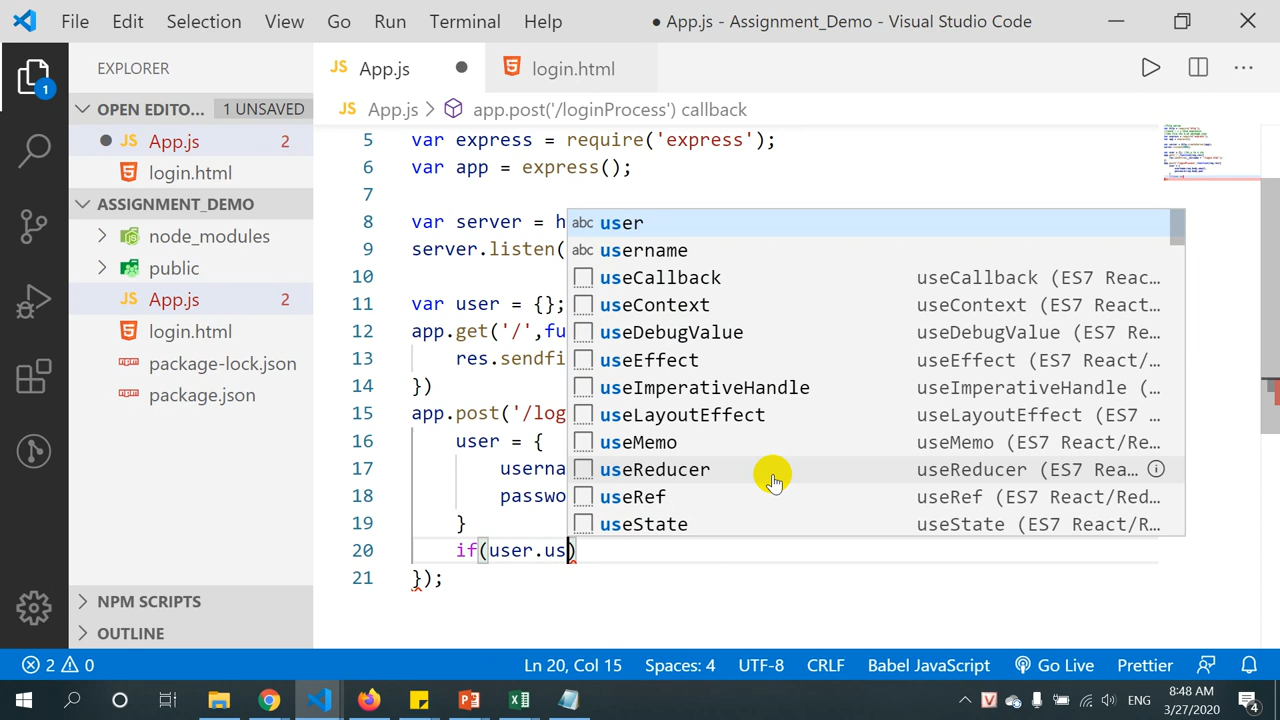 File Edit Selection View Go Run Terminal Help ● App.js - Assignment_Demo - Visual Studio Code
EXPLORER
JS App.js ●
login.html
OPEN EDITO... 1 UNSAVED
JS App.js > app.post('/loginProcess') callback
● JS App.js 2
login.html
ASSIGNMENT_DEMO
node_modules
public
JS App.js 2
login.html
package-lock.json
package.json
NPM SCRIPTS
OUTLINE
1
5 var express = require('express');
6 var app = express();
7
8 var server = h
9 server.listen(
10
11 var user = {};
12 app.get('/',fu
13 res.sendfi
14 })
15 app.post('/log
16 user = {
17 userna
18 passwo
19 }
20 if(user.us)
21 });
abc user
abc username
useCallback useCallback (ES7 Reac...
useContext useContext (ES7 React...
useDebugValue useDebugValue (ES7 Re...
useEffect useEffect (ES7 React/...
useImperativeHandle useImperativeHandle (...
useLayoutEffect useLayoutEffect (ES7 ...
useMemo useMemo (ES7 React/Re...
useReducer useReducer (ES7 Rea...
useRef useRef (ES7 React/Red...
useState useState (ES7 React/R...
2 0 Ln 20, Col 15 Spaces: 4 UTF-8 CRLF Babel JavaScript Go Live Prettier
ENG 8:48 AM
3/27/2020
4